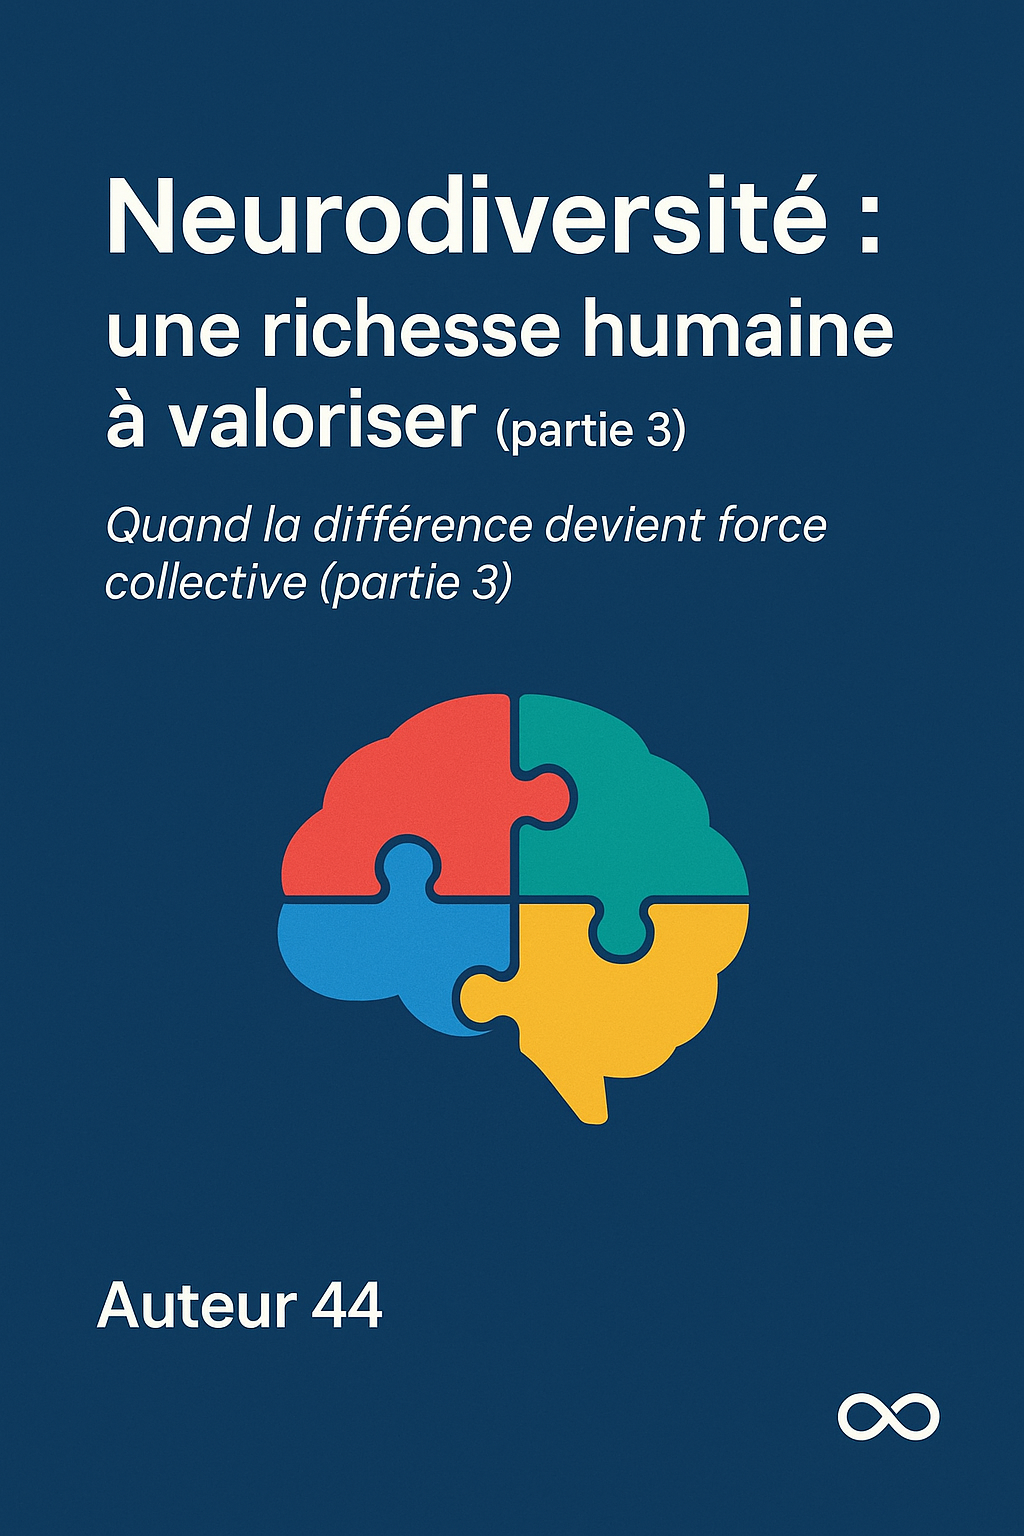 Neurodiversité :
une richesse humaine
à valoriser (partie 3)
Quand la différence devient force
collective (partie 3)
Auteur 44